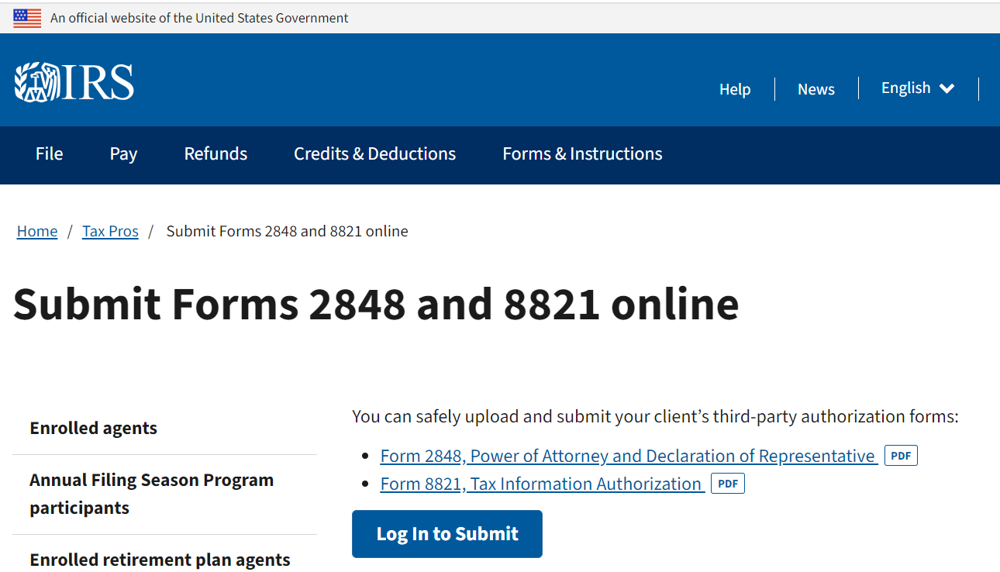 An official website of the United States Government
IRS
Help
News
English
File
Pay
Refunds
Credits & Deductions
Forms & Instructions
Home / Tax Pros / Submit Forms 2848 and 8821 online
Submit Forms 2848 and 8821 online
Enrolled agents
Annual Filing Season Program
participants
Enrolled retirement plan agents
You can safely upload and submit your client’s third-party authorization forms:
Form 2848, Power of Attorney and Declaration of Representative PDF
Form 8821, Tax Information Authorization PDF
Log In to Submit